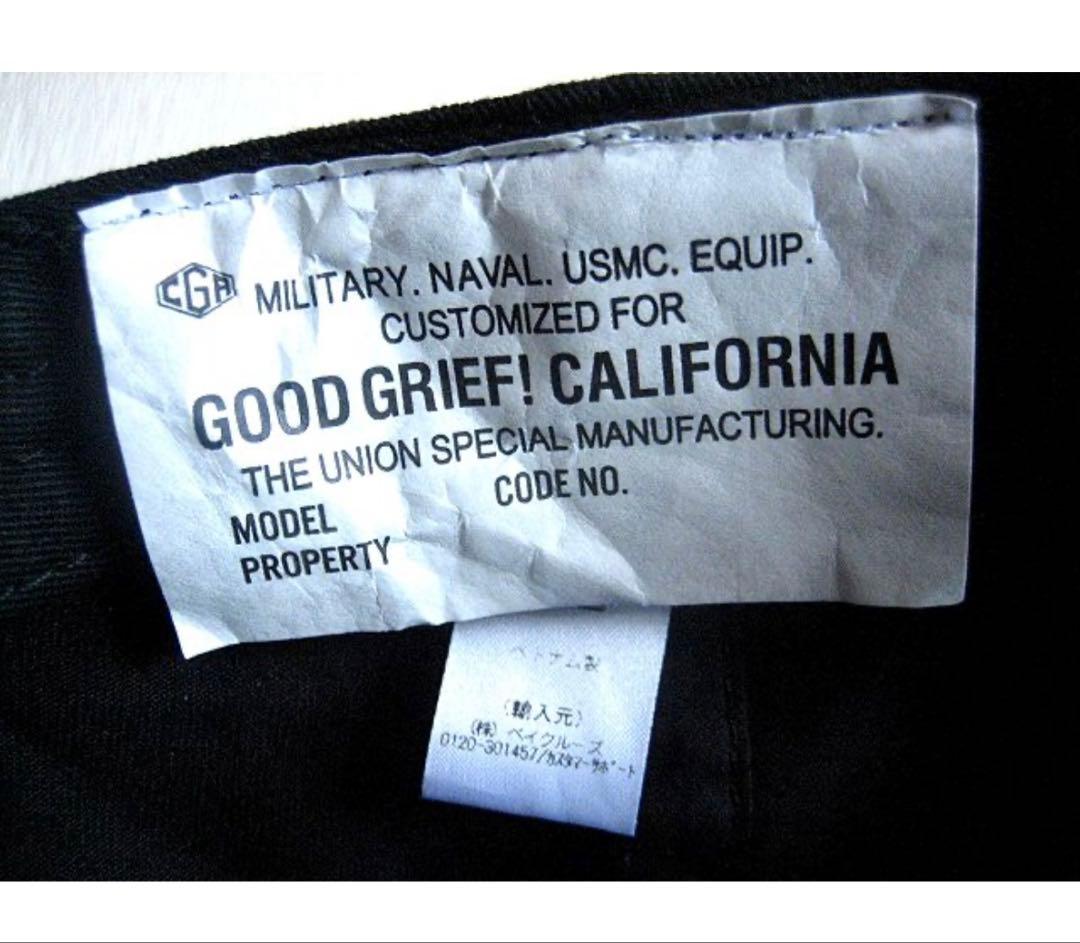 CGA MILITARY. NAVAL. USMC. EQUIP.
CUSTOMIZED FOR
GOOD GRIEF! CALIFORNIA
THE UNION SPECIAL MANUFACTURING.
MODEL CODE NO.
PROPERTY
ベトナム製
(輸入元)
(株) ベイクルーズ
0120-301457/カスタマーサポート